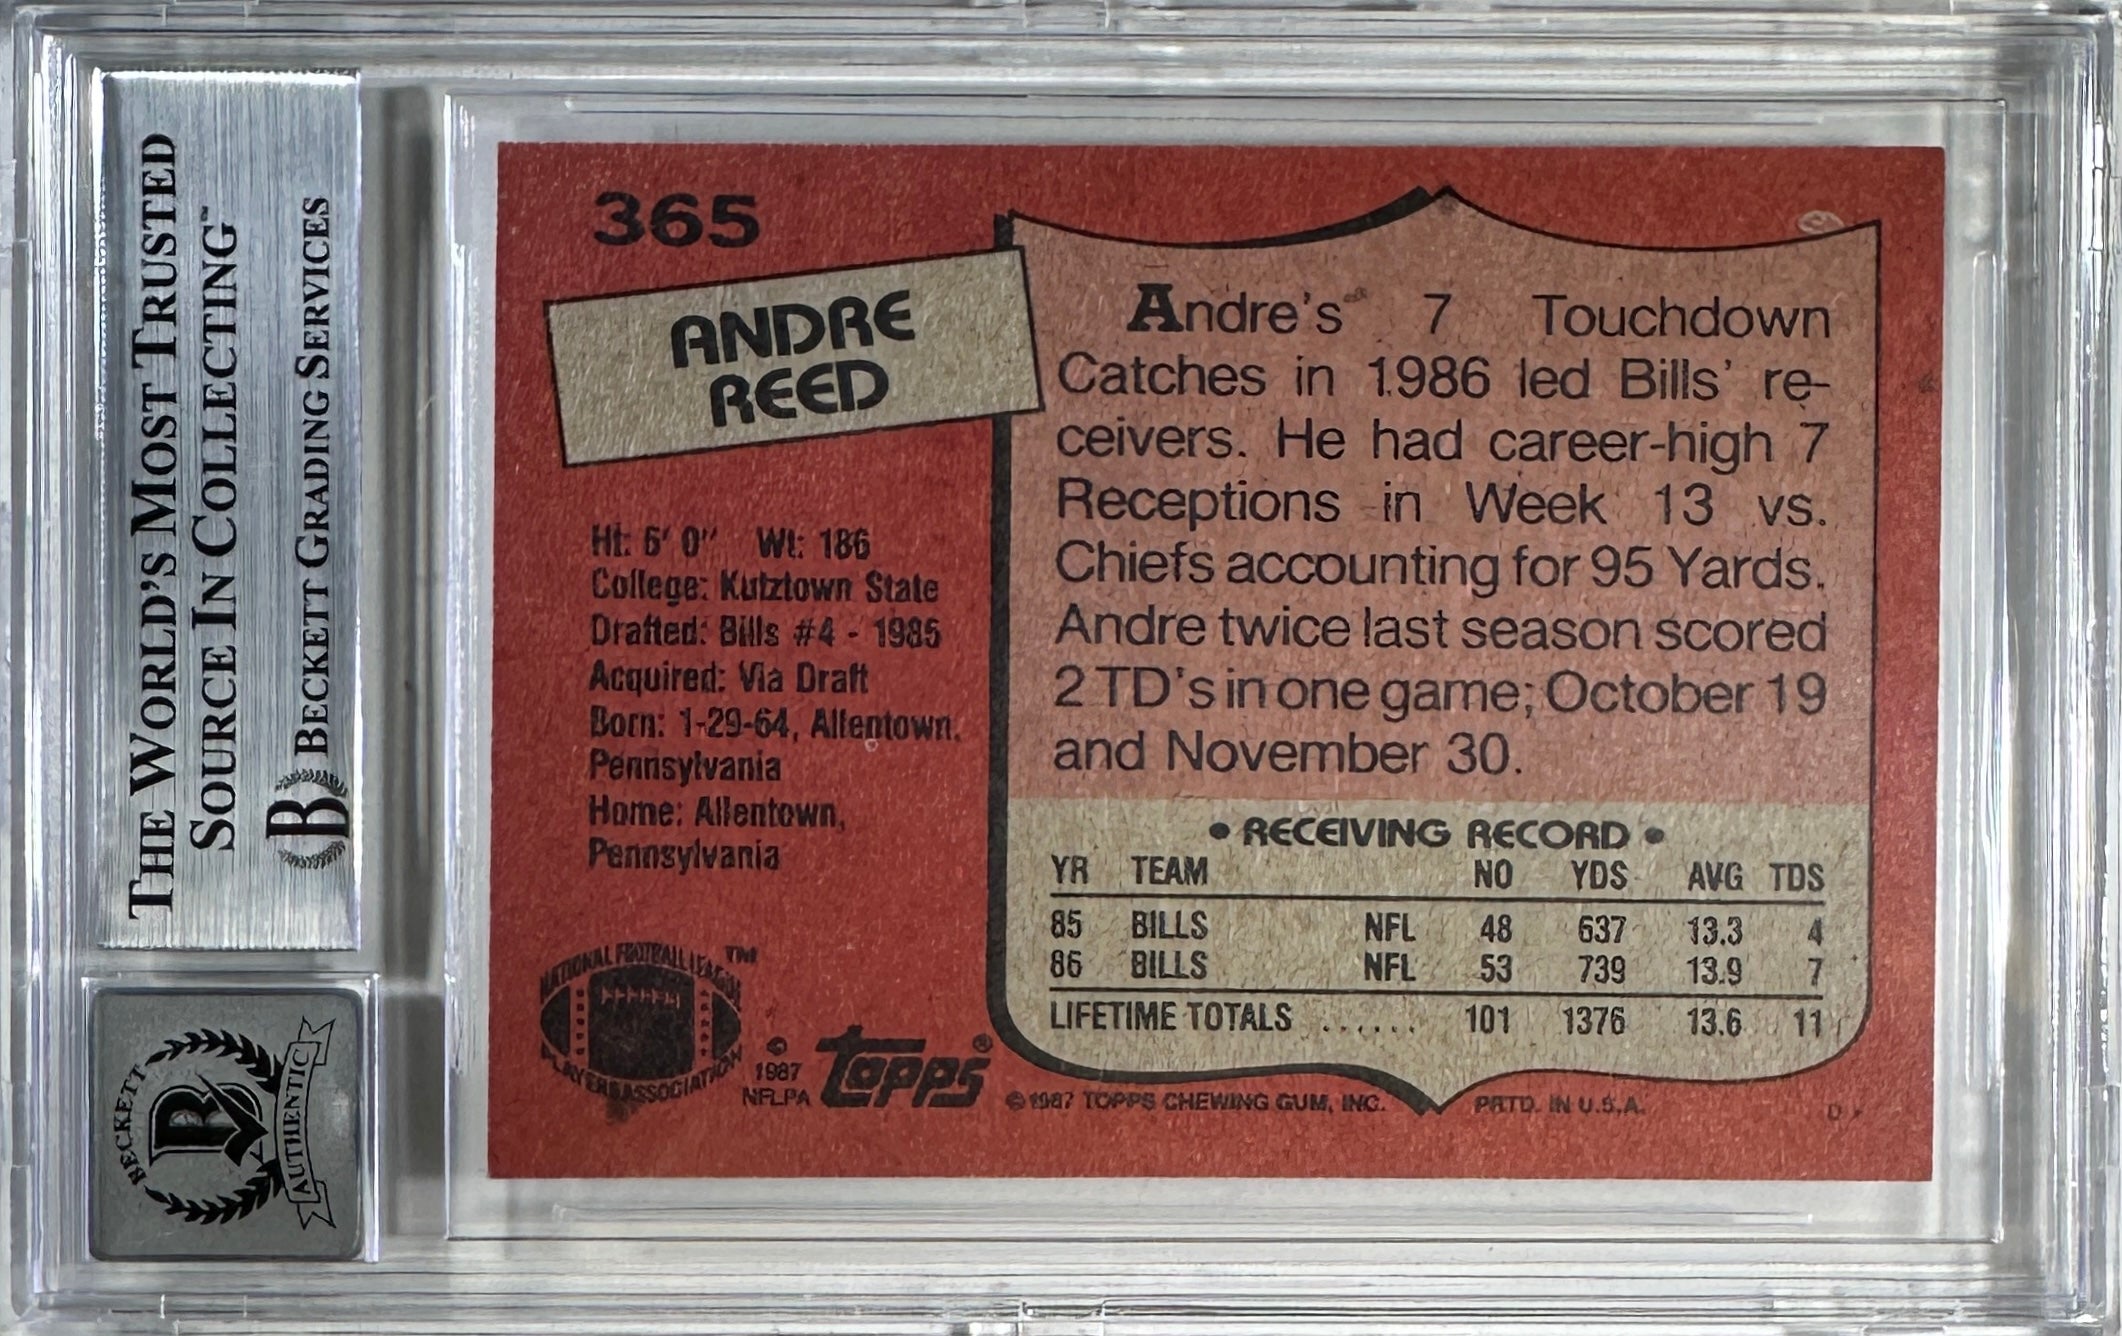 THE WORLD'S MOST TRUSTED
SOURCE IN COLLECTING™
B BECKETT GRADING SERVICES
BECKETT
B
AUTHENTIC
365
ANDRE
REED
Ht: 6' 0" Wt: 186
College: Kutztown State
Drafted: Bills #4 - 1985
Acquired: Via Draft
Born: 1-29-64, Allentown,
Pennsylvania
Home: Allentown,
Pennsylvania
NATIONAL FOOTBALL LEAGUE ™
PLAYERS ASSOCIATION
©
1987
NFLPA
topps®
Andre's 7 Touchdown
Catches in 1986 led Bills' re-
ceivers. He had career-high 7
Receptions in Week 13 vs.
Chiefs accounting for 95 Yards.
Andre twice last season scored
2 TD's in one game; October 19
and November 30.
• RECEIVING RECORD •
YR TEAM NO YDS AVG TDS
85 BILLS NFL 48 637 13.3 4
86 BILLS NFL 53 739 13.9 7
LIFETIME TOTALS ...... 101 1376 13.6 11
© 1987 TOPPS CHEWING GUM, INC. PRTD. IN U.S.A.
D*